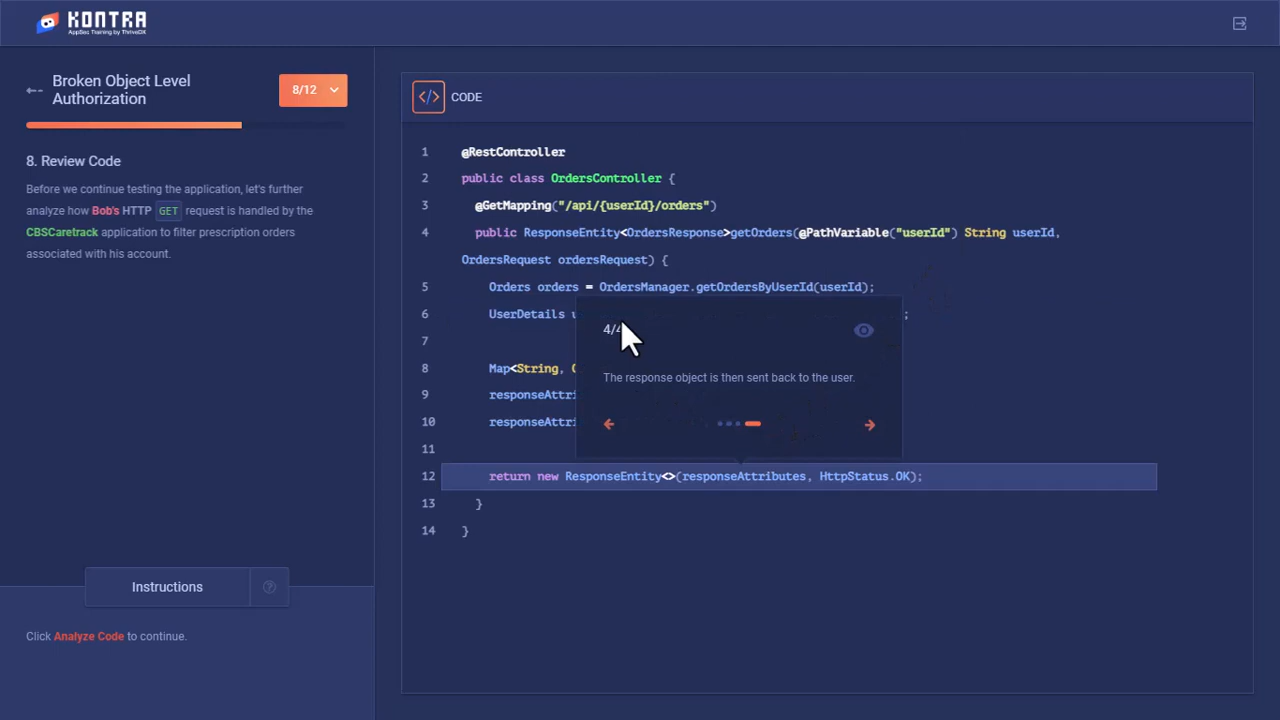 KONTRA
AppSec Training by ThriveDX
Broken Object Level
Authorization
8/12
8. Review Code
Before we continue testing the application, let's further
analyze how Bob's HTTP GET request is handled by the
CBSCaretrack application to filter prescription orders
associated with his account.
Instructions
?
Click Analyze Code to continue.
</> CODE
1 @RestController
2 public class OrdersController {
3 @GetMapping("/api/{userId}/orders")
4 public ResponseEntity<OrdersResponse>getOrders(@PathVariable("userId") String userId,
OrdersRequest ordersRequest) {
5 Orders orders = OrdersManager.getOrdersByUserId(userId);
6 UserDetails u ;
7
8 Map<String, O
9 responseAttri
10 responseAttri
11
12 return new ResponseEntity<>(responseAttributes, HttpStatus.OK);
13 }
14 }
4/4
The response object is then sent back to the user.